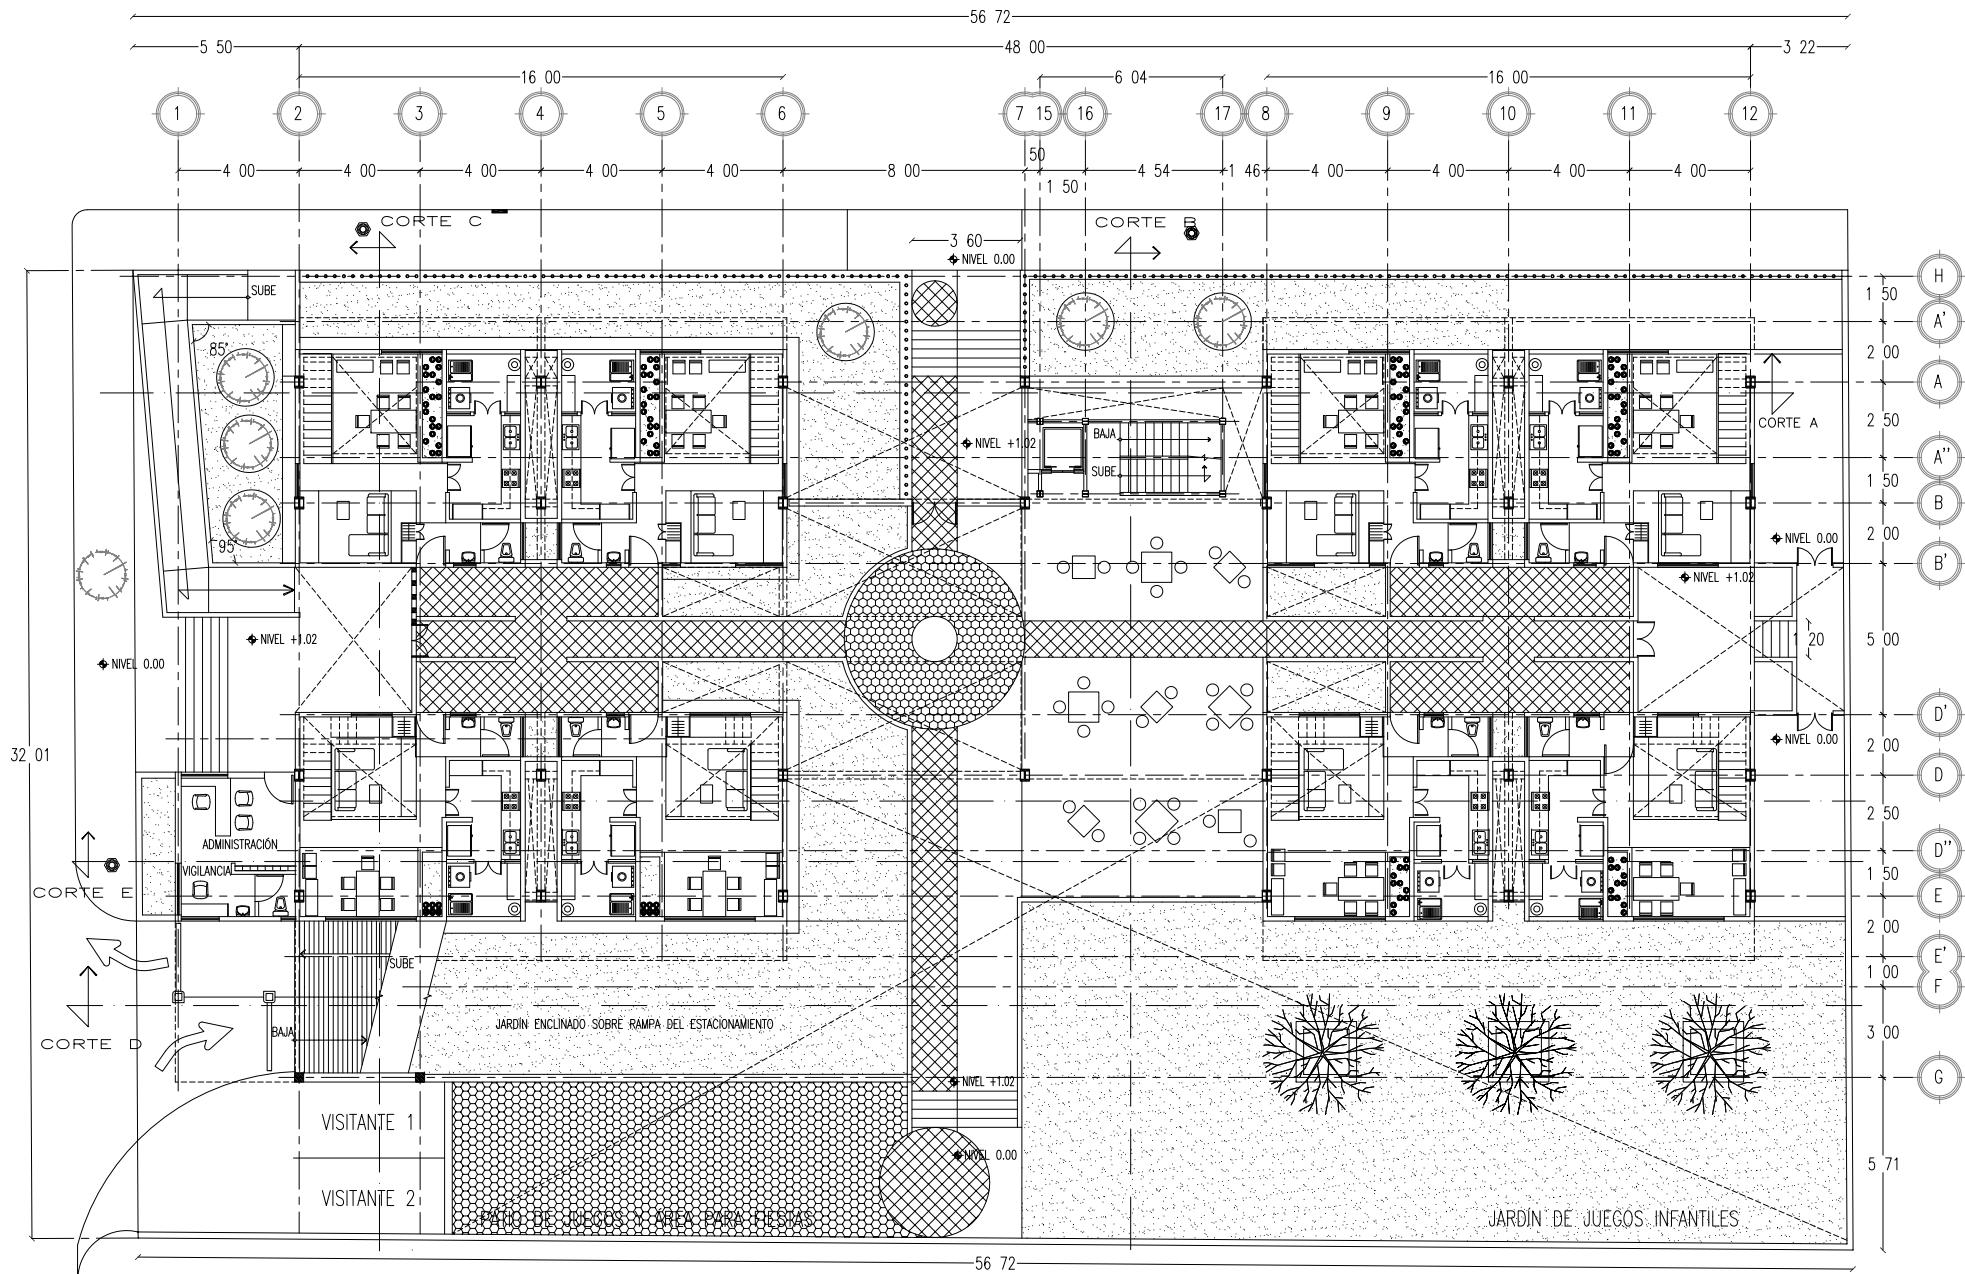 56 72
5 50 48 00 3 22
16 00 6 04 16 00
1 2 3 4 5 6 7 15 16 17 8 9 10 11 12
50
4 00 4 00 4 00 4 00 4 00 8 00 4 54 1 46 4 00 4 00 4 00 4 00
1 50
CORTE C
CORTE B
3 60
NIVEL 0.00
SUBE
H
1 50
A'
85°
2 00
A
CORTE A
2 50
NIVEL +1.02
BAJA
A''
SUBE
1 50
B
95°
2 00
NIVEL 0.00
B'
NIVEL +1.02
NIVEL +1.02
1 20
5 00
NIVEL 0.00
D'
NIVEL 0.00
2 00
32 01
D
2 50
ADMINISTRACIÓN
D''
VIGILANCIA
1 50
CORTE E
E
2 00
E'
SUBE
1 00
F
JARDÍN ENCLINADO SOBRE RAMPA DEL ESTACIONAMIENTO
BAJA
3 00
CORTE D
G
NIVEL +1.02
VISITANTE 1
NIVEL 0.00
5 71
VISITANTE 2
PATIO DE JUEGOS Y ÁREA PARA FIESTAS
JARDÍN DE JUEGOS INFANTILES
56 72